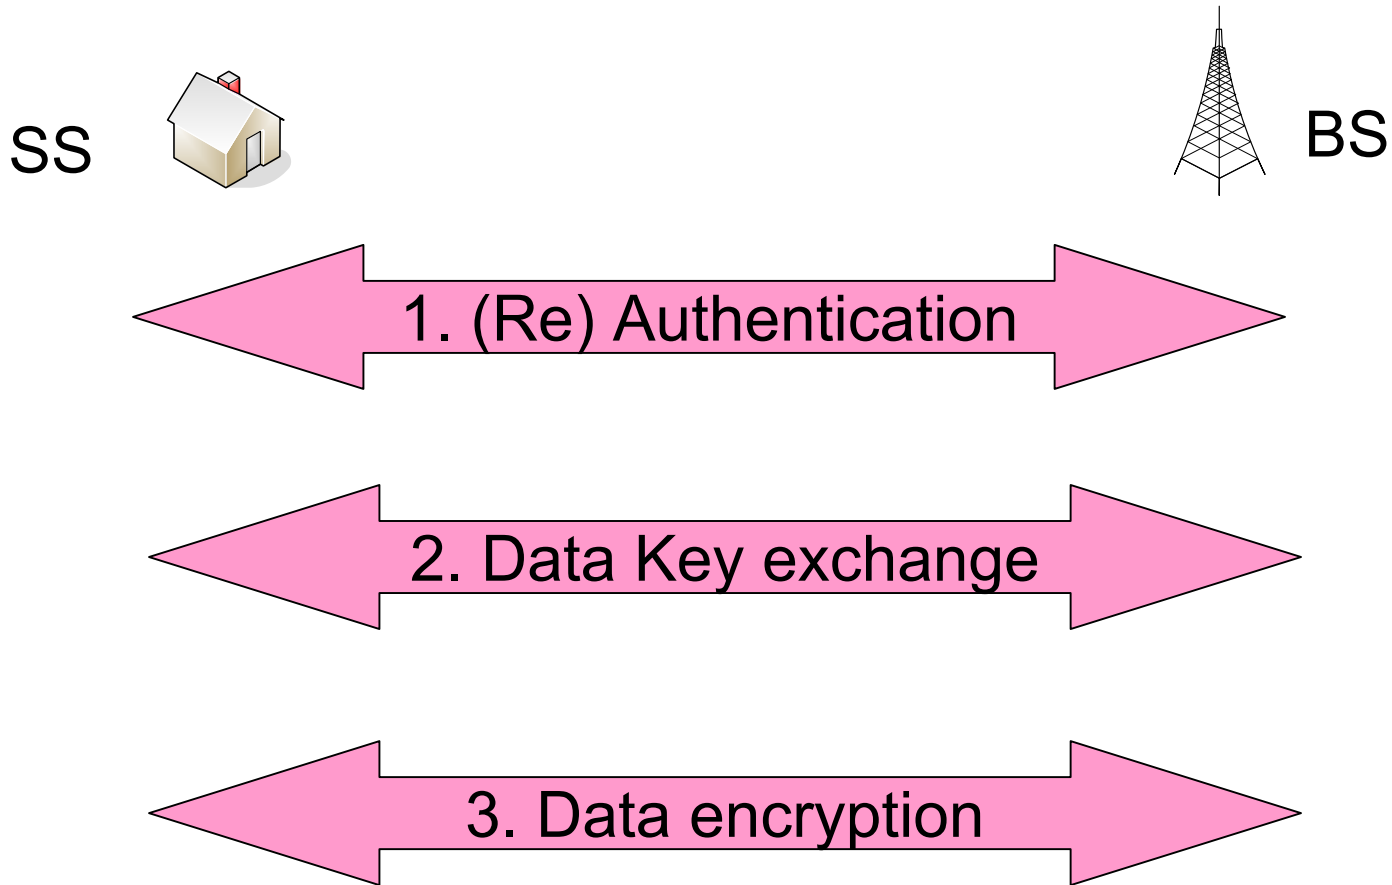 SS
BS
1. (Re) Authentication
2. Data Key exchange
3. Data encryption